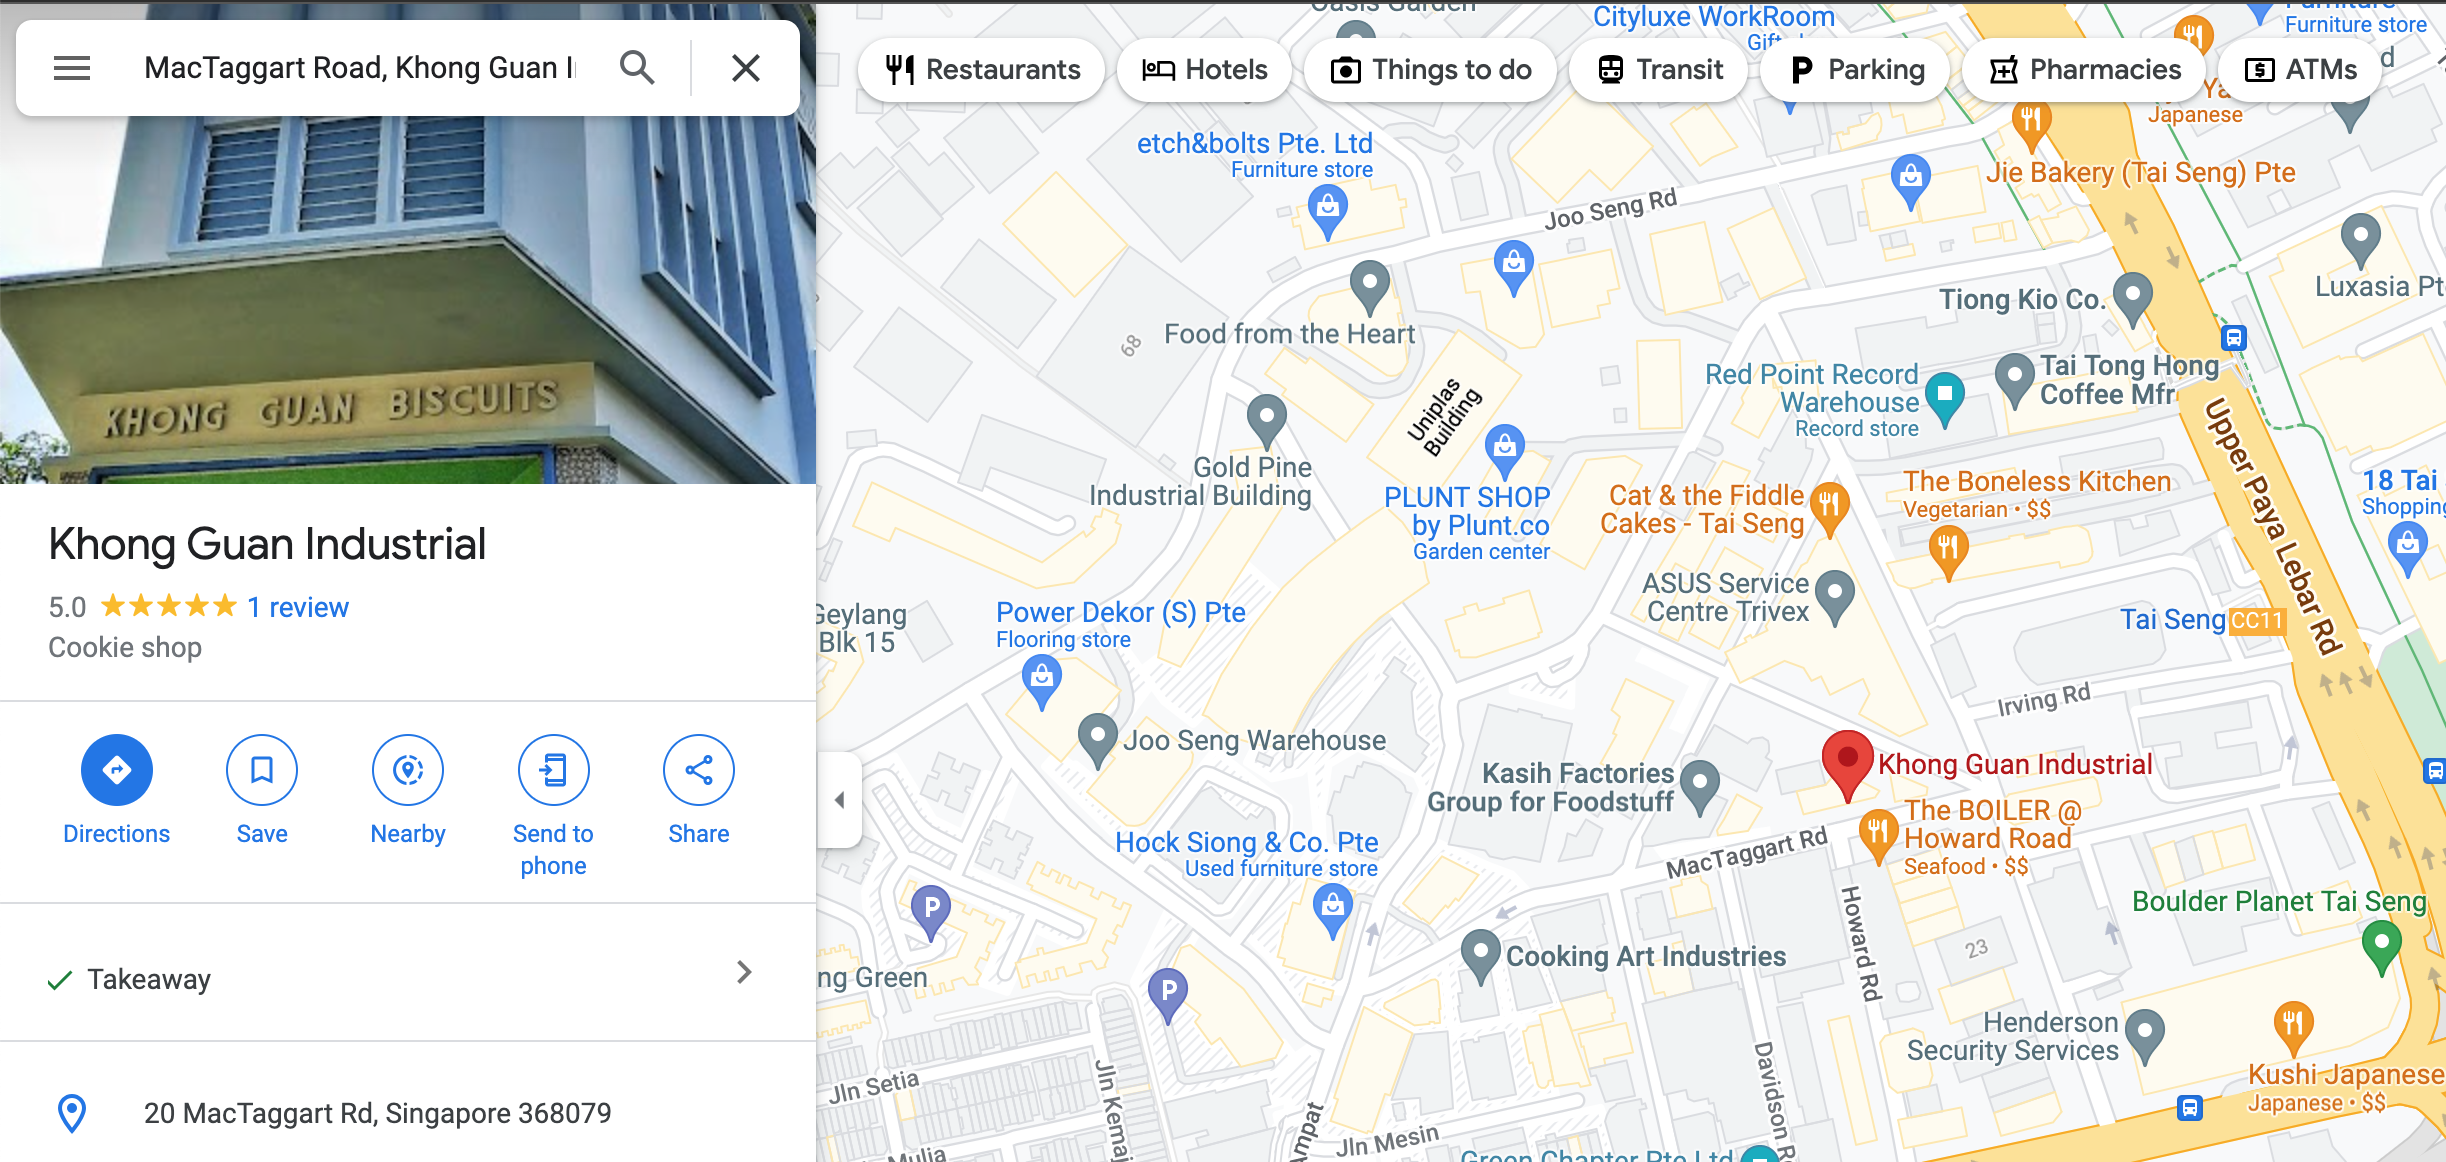 MacTaggart Road, Khong Guan
KHONG GUAN BISCUITS
Khong Guan Industrial
5.0
1 review
Cookie shop
Directions
Save
Nearby
Send to
phone
Share
Takeaway
20 MacTaggart Rd, Singapore 368079
Restaurants
Hotels
Things to do
Transit
Parking
Pharmacies
ATMs
Cityluxe WorkRoom
Furniture store
etch&bolts Pte. Ltd
Furniture store
Japanese
Jie Bakery (Tai Seng) Pte
Joo Seng Rd
Luxasia
Tiong Kio Co.
Food from the Heart
68
Uniplas
Building
Red Point Record
Warehouse
Record store
Tai Tong Hong
Coffee Mfr
Upper Paya Lebar Rd
Gold Pine
Industrial Building
PLUNT SHOP
by Plunt.co
Garden center
Cat & the Fiddle
Cakes - Tai Seng
The Boneless Kitchen
Vegetarian • $$
18 Tai
Shopping
ASUS Service
Centre Trivex
Geylang
Blk 15
Power Dekor (S) Pte
Flooring store
Tai Seng CC11
Irving Rd
Joo Seng Warehouse
Kasih Factories
Group for Foodstuff
Khong Guan Industrial
The BOILER @
Howard Road
Seafood • $$
MacTaggart Rd
Hock Siong & Co. Pte
Used furniture store
Howard Rd
Boulder Planet Tai Seng
P
Cooking Art Industries
23
ng Green
P
Henderson
Security Services
Davidson
Kushi Japanese
Japanese • $$
Jln Setia
Jln Mesin